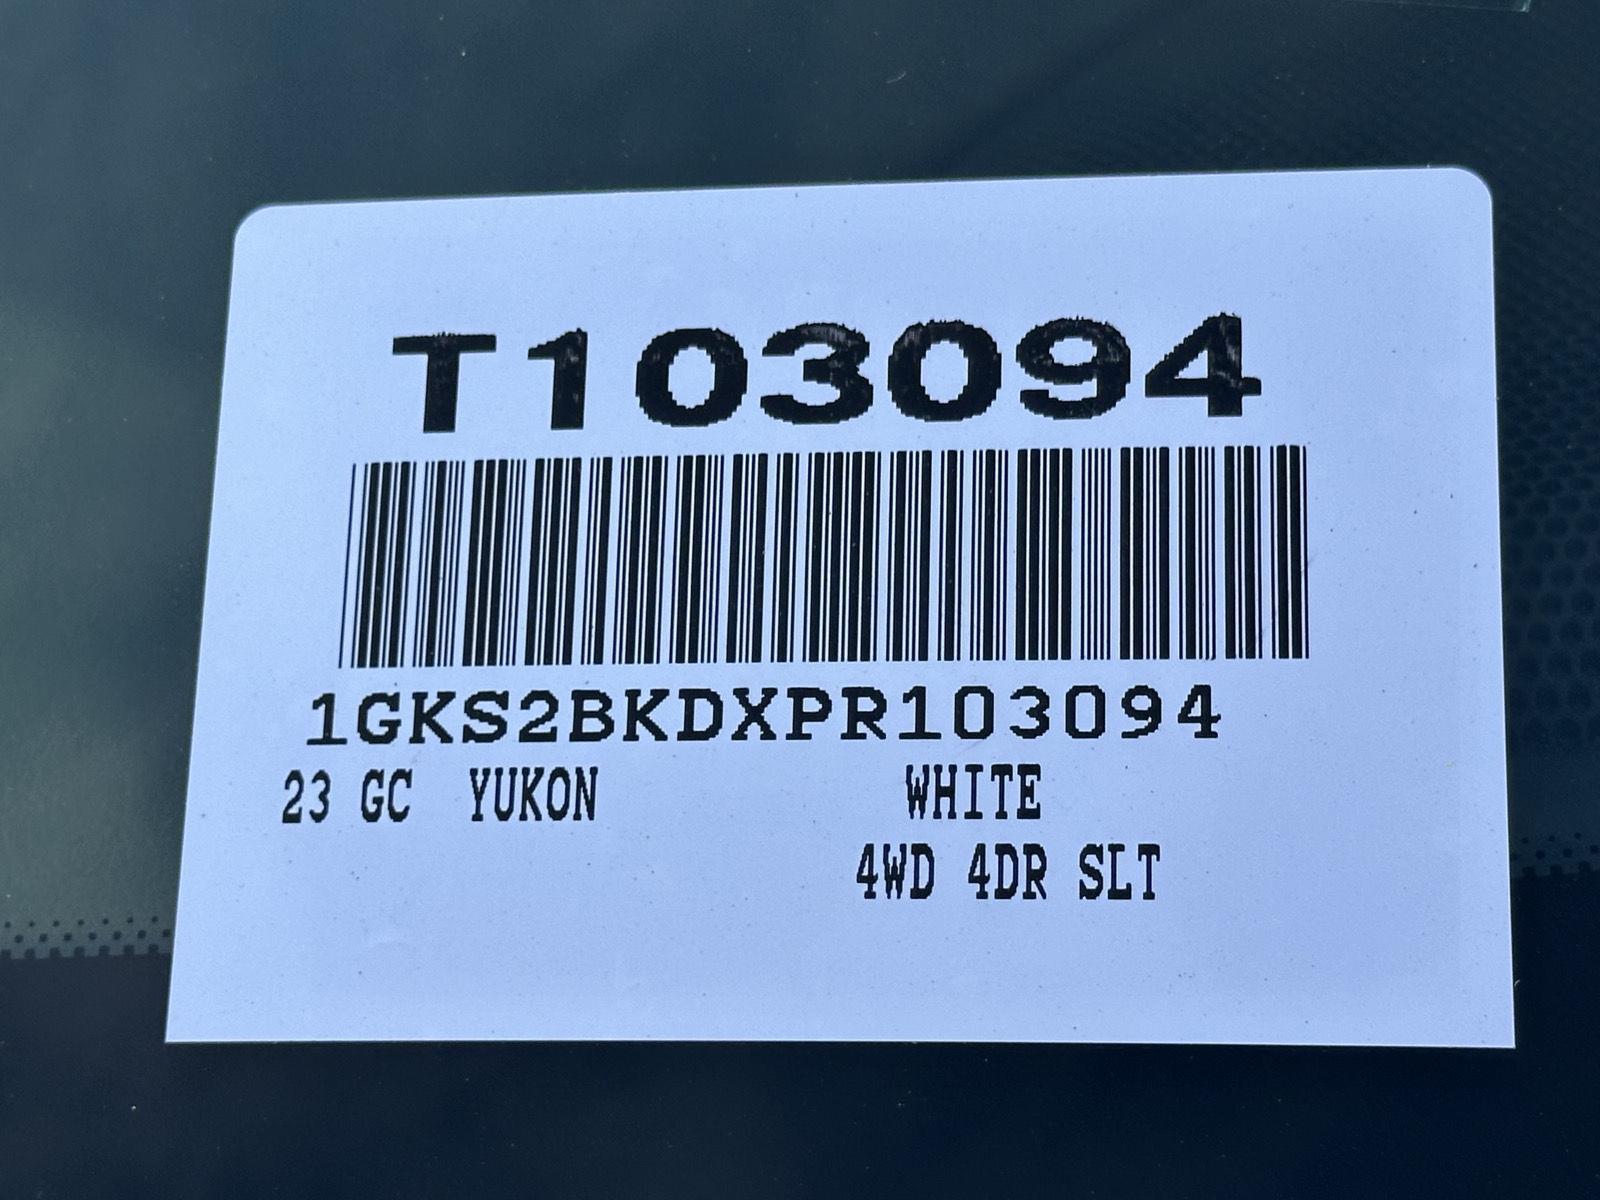 T103094
1GKS2BKDXPR103094
23 GC YUKON WHITE
4WD 4DR SLT